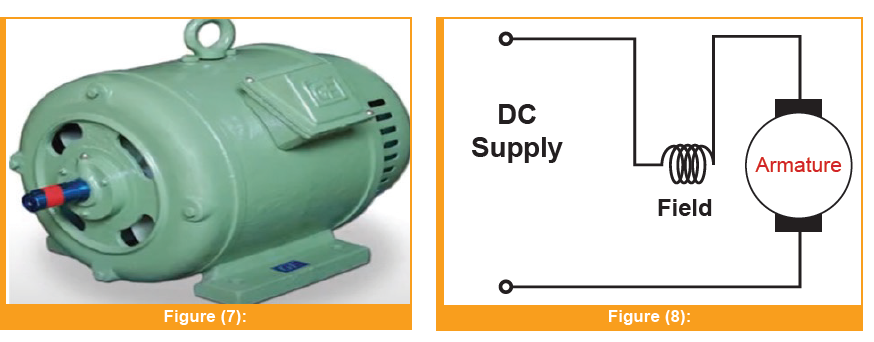 DC
Supply
Field
Armature
Figure (7):
Figure (8):